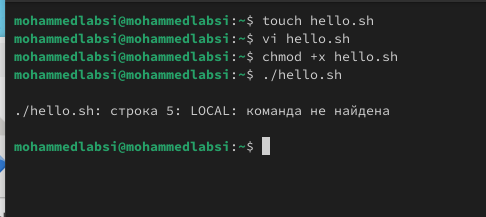 mohammedlabsi@mohammedlabsi:~$ touch hello.sh
mohammedlabsi@mohammedlabsi:~$ vi hello.sh
mohammedlabsi@mohammedlabsi:~$ chmod +x hello.sh
mohammedlabsi@mohammedlabsi:~$ ./hello.sh
./hello.sh: строка 5: LOCAL: команда не найдена
mohammedlabsi@mohammedlabsi:~$